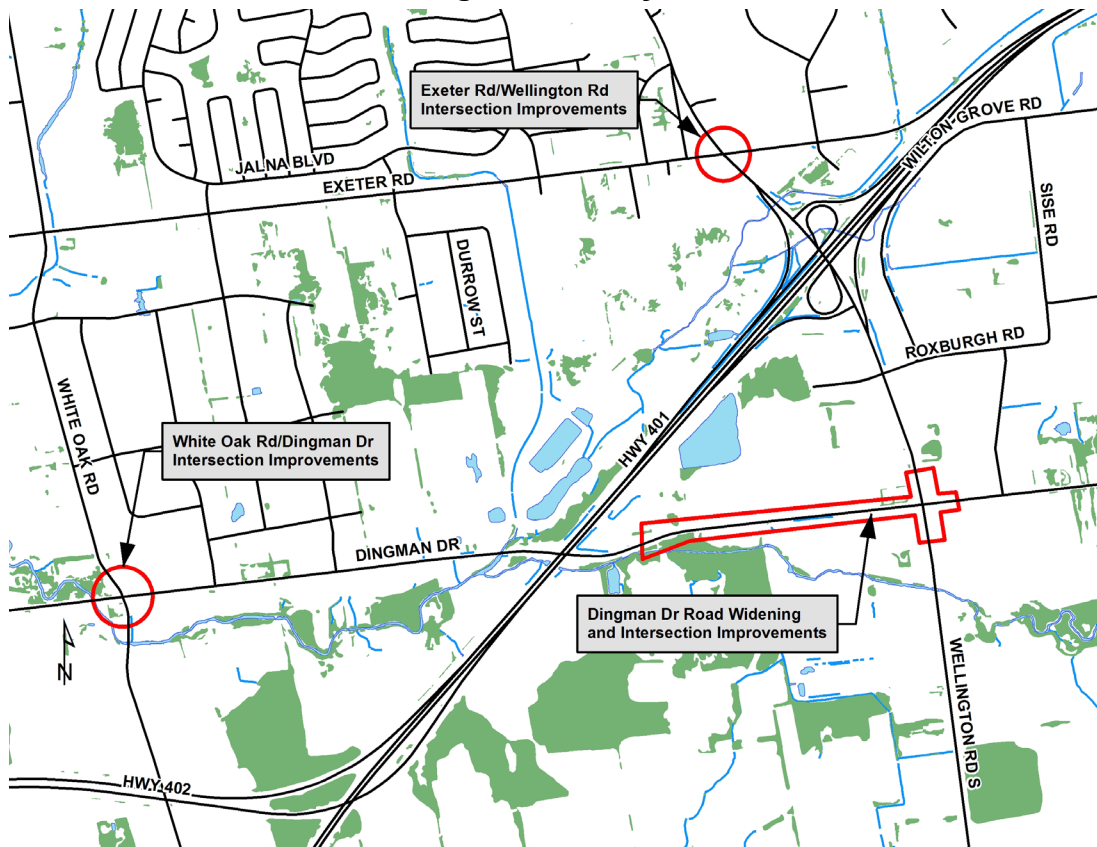 Exeter Rd/Wellington Rd
Intersection Improvements
WILTON GROVE RD
JALNA BLVD
EXETER RD
SISE RD
DURROW ST
ROXBURGH RD
WHITE OAK RD
HWY 401
White Oak Rd/Dingman Dr
Intersection Improvements
DINGMAN DR
Dingman Dr Road Widening
and Intersection Improvements
N
WELLINGTON RD S
HWY 402